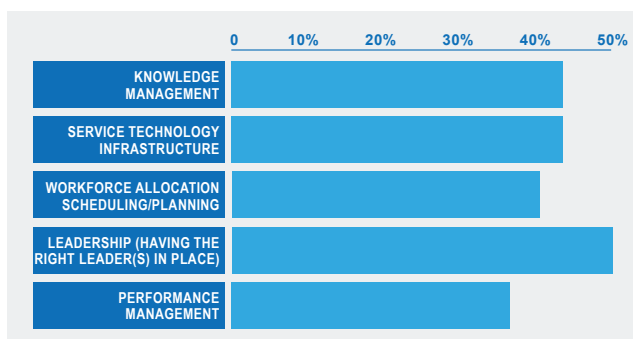 0 10% 20% 30% 40% 50%
KNOWLEDGE
MANAGEMENT
SERVICE TECHNOLOGY
INFRASTRUCTURE
WORKFORCE ALLOCATION
SCHEDULING/PLANNING
LEADERSHIP (HAVING THE
RIGHT LEADER(S) IN PLACE)
PERFORMANCE
MANAGEMENT